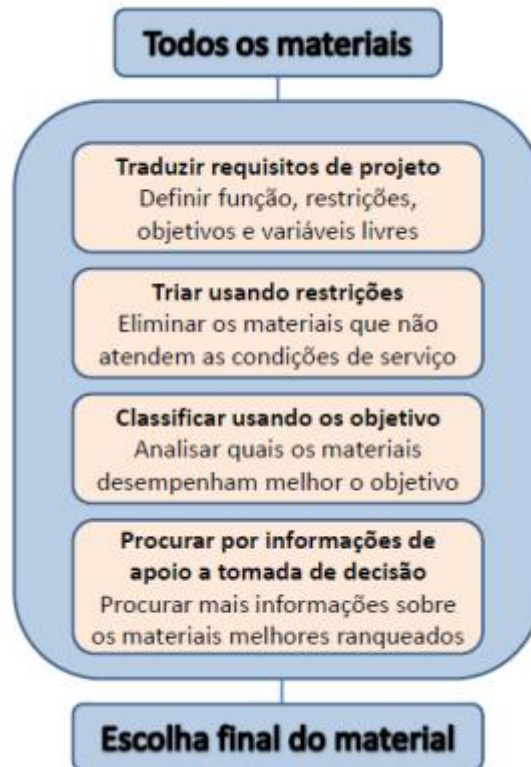 Todos os materiais
Traduzir requisitos de projeto
Definir função, restrições,
objetivos e variáveis livres
Triar usando restrições
Eliminar os materiais que não
atendem as condições de serviço
Classificar usando os objetivo
Analisar quais os materiais
desempenham melhor o objetivo
Procurar por informações de
apoio a tomada de decisão
Procurar mais informações sobre
os materiais melhores ranqueados
Escolha final do material